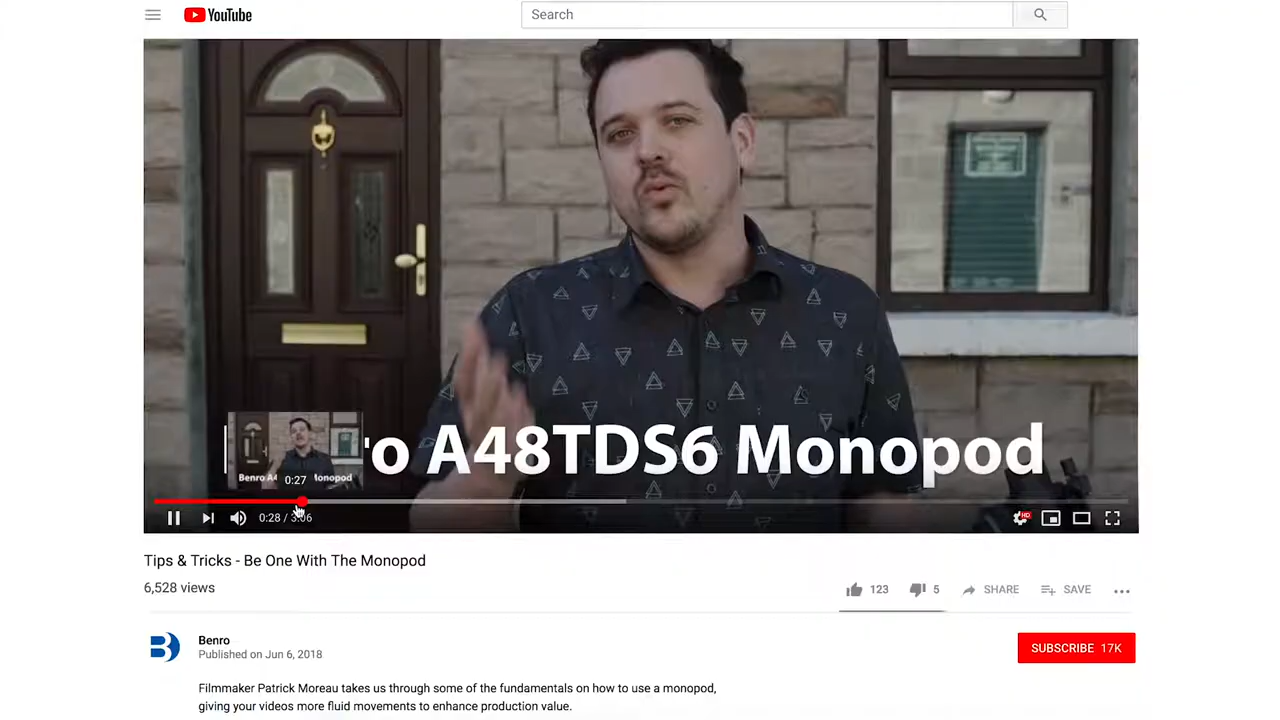 YouTube
Search
ro A48TDS6 Monopod
Benro A4 monopod
0:27
0:28 / 3:06
HD
Tips & Tricks - Be One With The Monopod
6,528 views
123 5 SHARE SAVE
Benro
Published on Jun 6, 2018
SUBSCRIBE 17K
Filmmaker Patrick Moreau takes us through some of the fundamentals on how to use a monopod,
giving your videos more fluid movements to enhance production value.